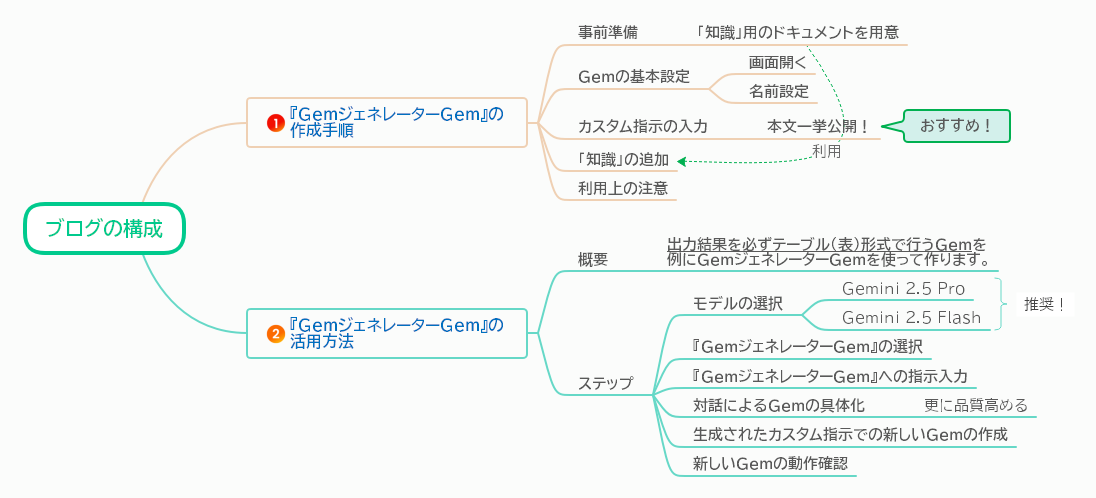 ブログの構成
1 『GemジェネレーターGem』の
作成手順
事前準備
「知識」用のドキュメントを用意
Gemの基本設定
画面開く
名前設定
カスタム指示の入力
本文一挙公開！
おすすめ！
「知識」の追加
利用
利用上の注意
2 『GemジェネレーターGem』の
活用方法
概要
出力結果を必ずテーブル（表）形式で行うGemを
例にGemジェネレーターGemを使って作ります。
ステップ
モデルの選択
Gemini 2.5 Pro
Gemini 2.5 Flash
推奨！
『GemジェネレーターGem』の選択
『GemジェネレーターGem』への指示入力
対話によるGemの具体化
更に品質高める
生成されたカスタム指示での新しいGemの作成
新しいGemの動作確認